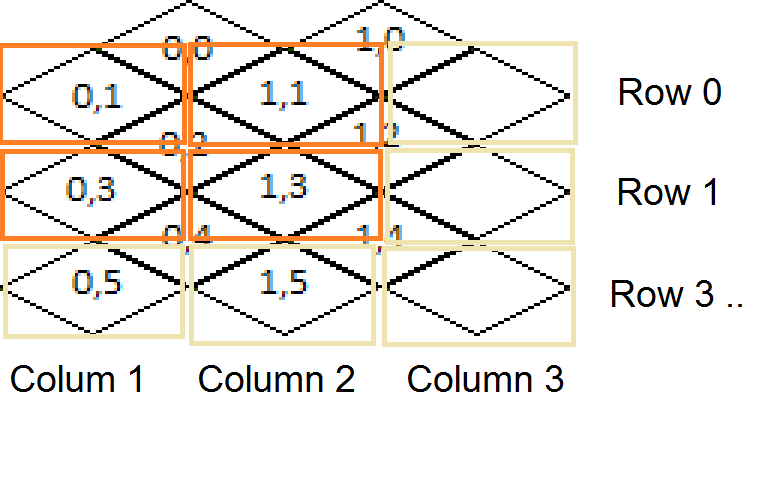 0,0 1,0
0,1 1,1 Row 0
0,2 1,2
0,3 1,3 Row 1
0,4 1,4
0,5 1,5 Row 3 ..
Colum 1 Column 2 Column 3